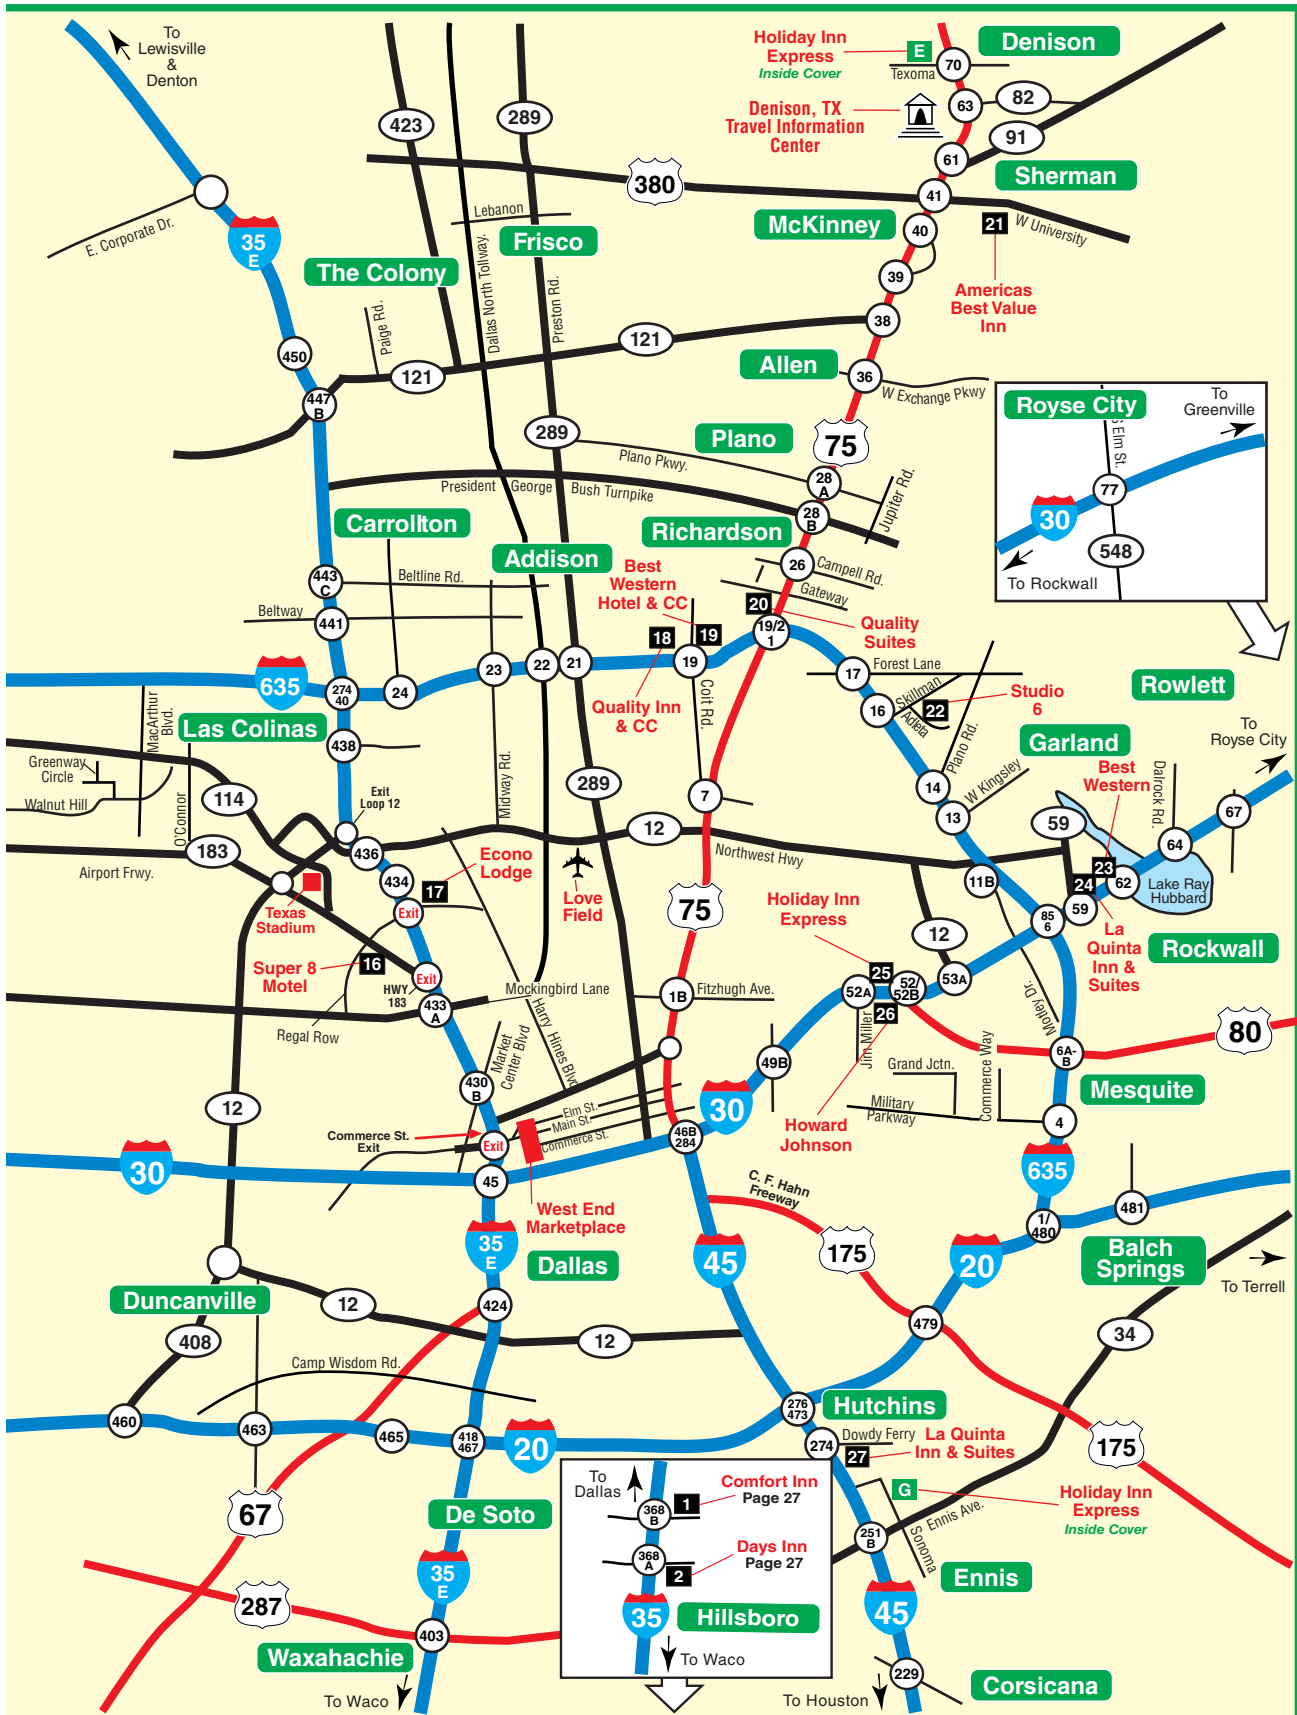 To
Lewisville
&
Denton
Holiday Inn
Express
Inside Cover
E
Denison
70
Texoma
63
82
Denison, TX
Travel Information
Center
91
423
289
61
Sherman
380
41
McKinney
40
21
W University
Lebanon
E. Corporate Dr.
35
E
Frisco
The Colony
Dallas North Tollway.
Preston Rd.
39
Americas
Best Value
Inn
Paige Rd.
38
121
450
121
Allen
36
W Exchange Pkwy
447
B
Royse City
To
Greenville
S Elm St.
289
Plano
75
Plano Pkwy.
28
A
Jupiter Rd.
77
President George Bush Turnpike
28
B
30
548
To Rockwall
Carrollton
Richardson
Addison
26
Campell Rd.
Gateway
Best
Western
Hotel & CC
443
C
Beltline Rd.
Beltway
441
20
19/2
1
Quality
Suites
18
19
635
274
40
24
23
22
21
19
17
Forest Lane
Skillman
Adleta
16
22
Studio
6
Rowlett
Quality Inn
& CC
Coit Rd.
MacArthur
Blvd.
Las Colinas
438
Garland
To
Royse City
Plano Rd.
Best
Western
Dalrock Rd.
Greenway
Circle
Walnut Hill
O'Connor
114
Exit
Loop 12
Midway Rd.
289
7
14
W Kingsley
13
67
59
12
64
183
436
Northwest Hwy
Airport Frwy.
434
17
Econo
Lodge
Love
Field
11B
23
24
62
Lake Ray
Hubbard
59
Texas
Stadium
Exit
75
Holiday Inn
Express
85
6
La
Quinta
Inn &
Suites
Rockwall
12
16
Super 8
Motel
Exit
HWY
183
25
52A
52/
52B
53A
Mockingbird Lane
1B
Fitzhugh Ave.
26
433
A
Regal Row
Harry Hines Blvd
Jim Miller
Motley Dr.
80
6A-
B
Market
Center Blvd
49B
Grand Jctn.
Commerce Way
430
B
Mesquite
30
Military
Parkway
12
Elm St.
Main St.
Commerce St.
4
Commerce St.
Exit
Exit
46B
284
Howard
Johnson
30
635
45
C. F. Hahn
Freeway
481
West End
Marketplace
1/
480
35
E
Dallas
45
175
20
Balch
Springs
To Terrell
Duncanville
12
424
408
12
479
34
Camp Wisdom Rd.
460
463
465
418
467
20
276
473
Hutchins
274
Dowdy Ferry
27
La Quinta
Inn & Suites
175
To
Dallas
Comfort Inn
Page 27
1
368
B
67
De Soto
G
Holiday Inn
Express
Inside Cover
Ennis Ave.
251
B
Sonoma
368
A
Days Inn
Page 27
2
35
E
Ennis
287
35
Hillsboro
45
403
Waxahachie
To Waco
To Waco
229
To Houston
Corsicana